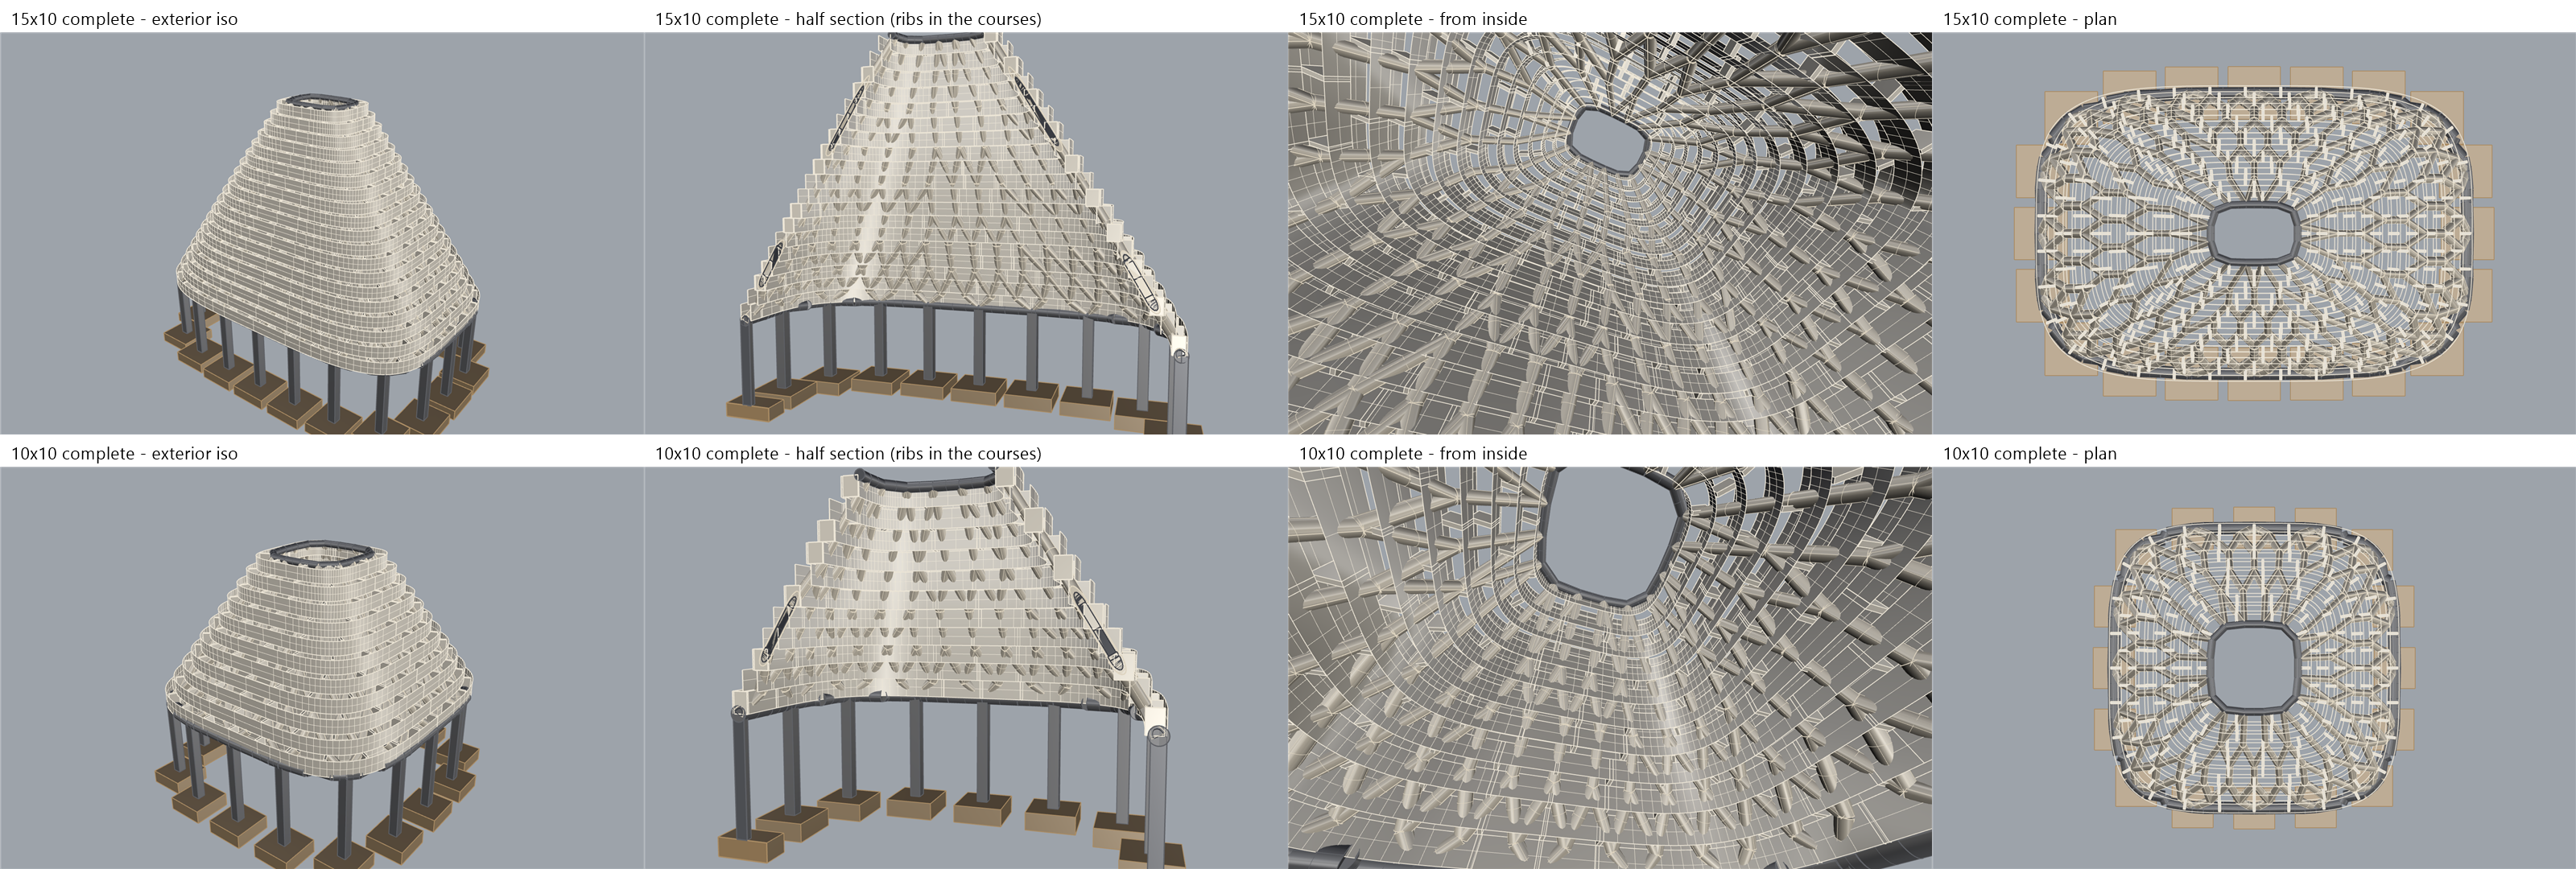 15x10 complete - exterior iso
15x10 complete - half section (ribs in the courses)
15x10 complete - from inside
15x10 complete - plan
10x10 complete - exterior iso
10x10 complete - half section (ribs in the courses)
10x10 complete - from inside
10x10 complete - plan